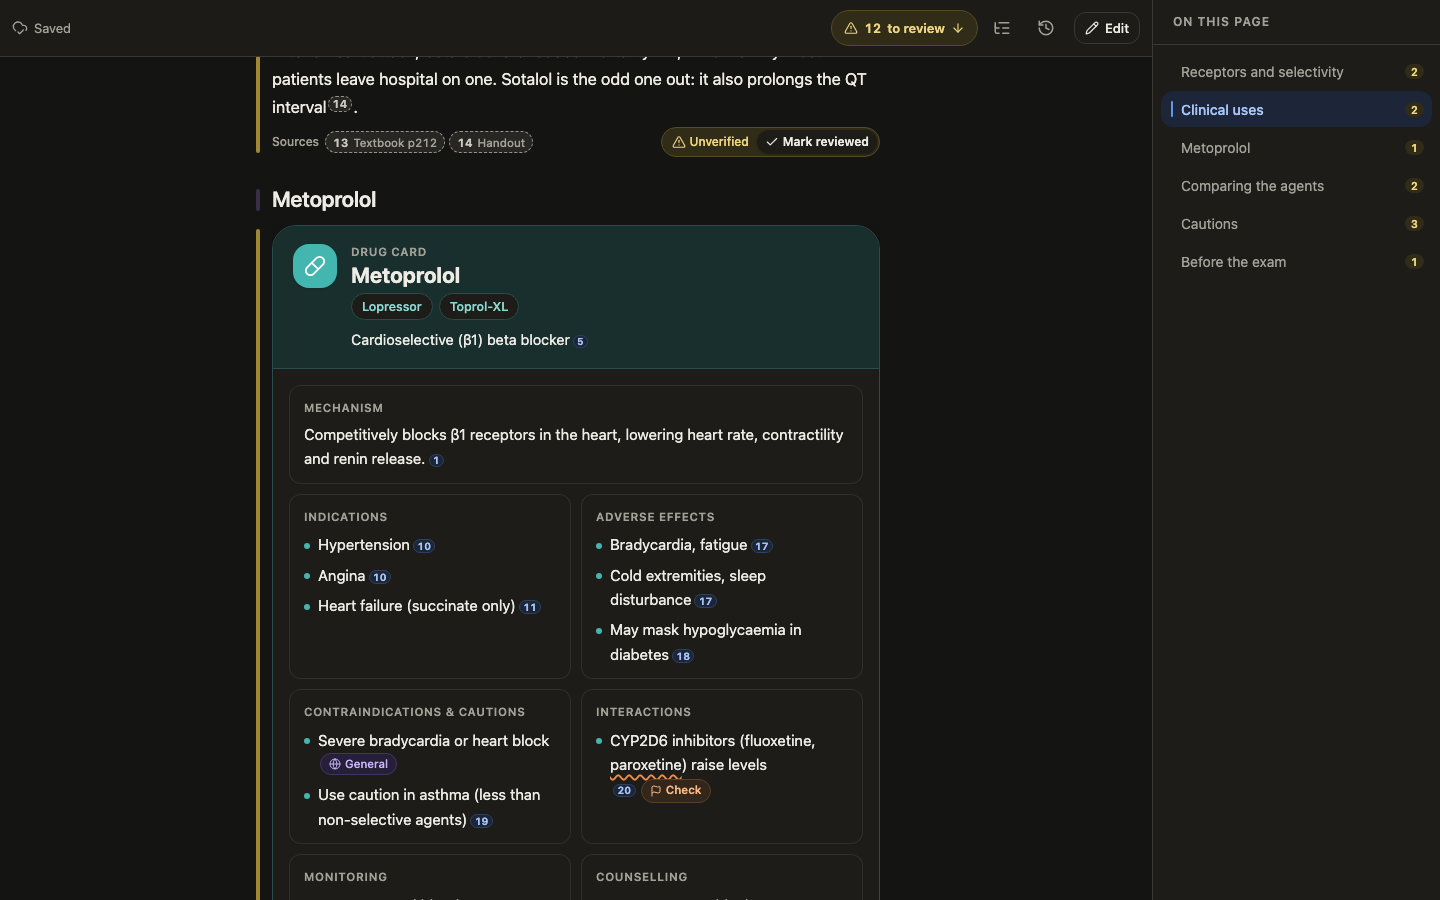 Saved
12 to review
Edit
patients leave hospital on one. Sotalol is the odd one out: it also prolongs the QT
interval 14 .
Sources 13 Textbook p212 14 Handout
Unverified Mark reviewed
Metoprolol
DRUG CARD
Metoprolol
Lopressor Toprol-XL
Cardioselective (β1) beta blocker 5
MECHANISM
Competitively blocks β1 receptors in the heart, lowering heart rate, contractility
and renin release. 1
INDICATIONS
Hypertension 10
Angina 10
Heart failure (succinate only) 11
ADVERSE EFFECTS
Bradycardia, fatigue 17
Cold extremities, sleep
disturbance 17
May mask hypoglycaemia in
diabetes 18
CONTRAINDICATIONS & CAUTIONS
Severe bradycardia or heart block
General
Use caution in asthma (less than
non-selective agents) 19
INTERACTIONS
CYP2D6 inhibitors (fluoxetine,
paroxetine) raise levels
20 Check
MONITORING
COUNSELLING
ON THIS PAGE
Receptors and selectivity 2
Clinical uses 2
Metoprolol 1
Comparing the agents 2
Cautions 3
Before the exam 1